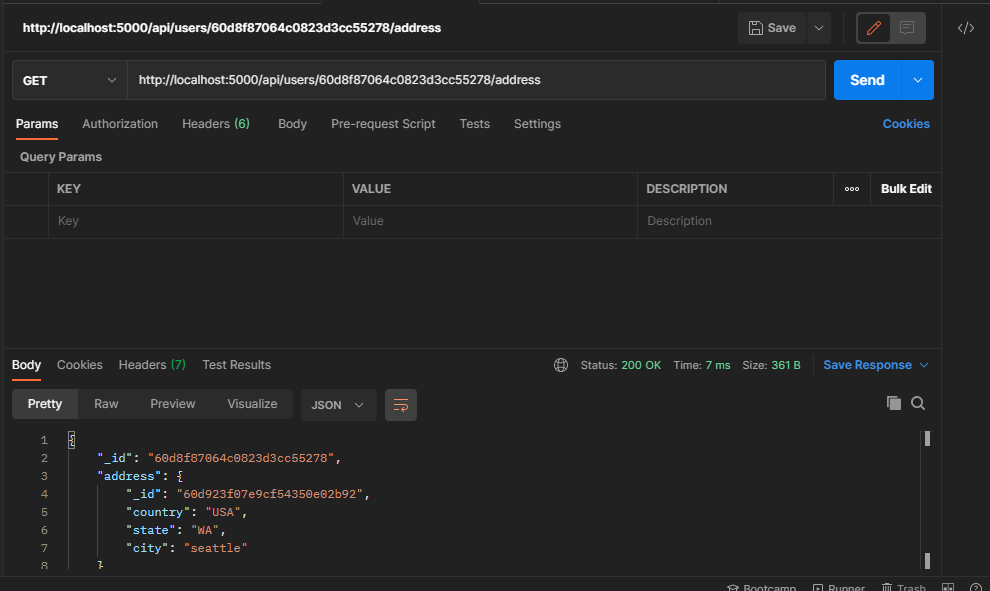 http://localhost:5000/api/users/60d8f87064c0823d3cc55278/address Save </>
GET http://localhost:5000/api/users/60d8f87064c0823d3cc55278/address Send
Params Authorization Headers (6) Body Pre-request Script Tests Settings Cookies
Query Params
KEY VALUE DESCRIPTION ooo Bulk Edit
Key Value Description
Body Cookies Headers (7) Test Results Status: 200 OK Time: 7 ms Size: 361 B Save Response
Pretty Raw Preview Visualize JSON
1 {
2 "_id": "60d8f87064c0823d3cc55278",
3 "address": {
4 "_id": "60d923f07e9cf54350e02b92",
5 "country": "USA",
6 "state": "WA",
7 "city": "seattle"
8 }
Bootcamp Runner Trash